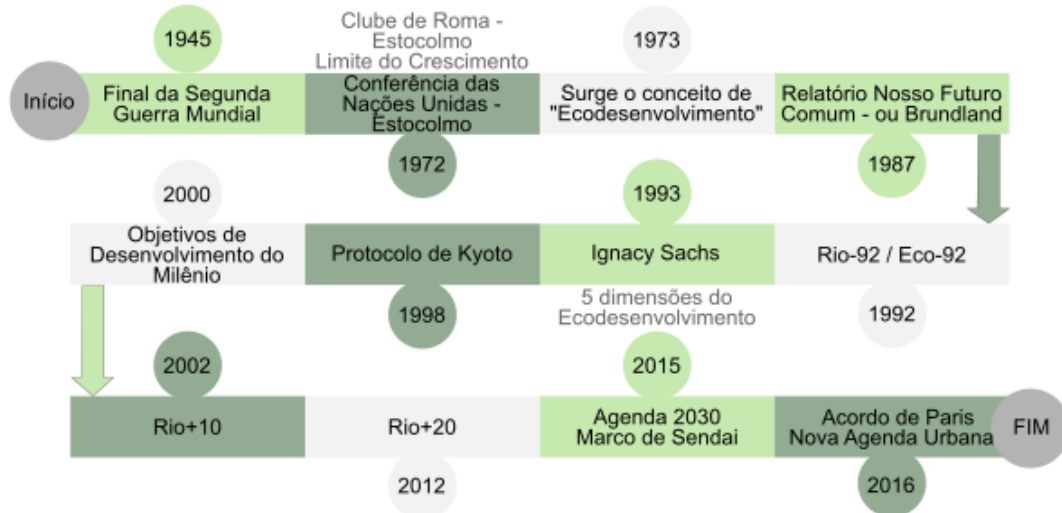 Início
1945
Final da Segunda
Guerra Mundial
Clube de Roma -
Estocolmo
Limite do Crescimento
Conferência das
Nações Unidas -
Estocolmo
1972
1973
Surge o conceito de
"Ecodesenvolvimento"
Relatório Nosso Futuro
Comum - ou Brundland
1987
Rio-92 / Eco-92
1992
1993
Ignacy Sachs
5 dimensões do
Ecodesenvolvimento
Protocolo de Kyoto
1998
2000
Objetivos de
Desenvolvimento do
Milênio
2002
Rio+10
Rio+20
2012
2015
Agenda 2030
Marco de Sendai
Acordo de Paris
Nova Agenda Urbana
2016
FIM